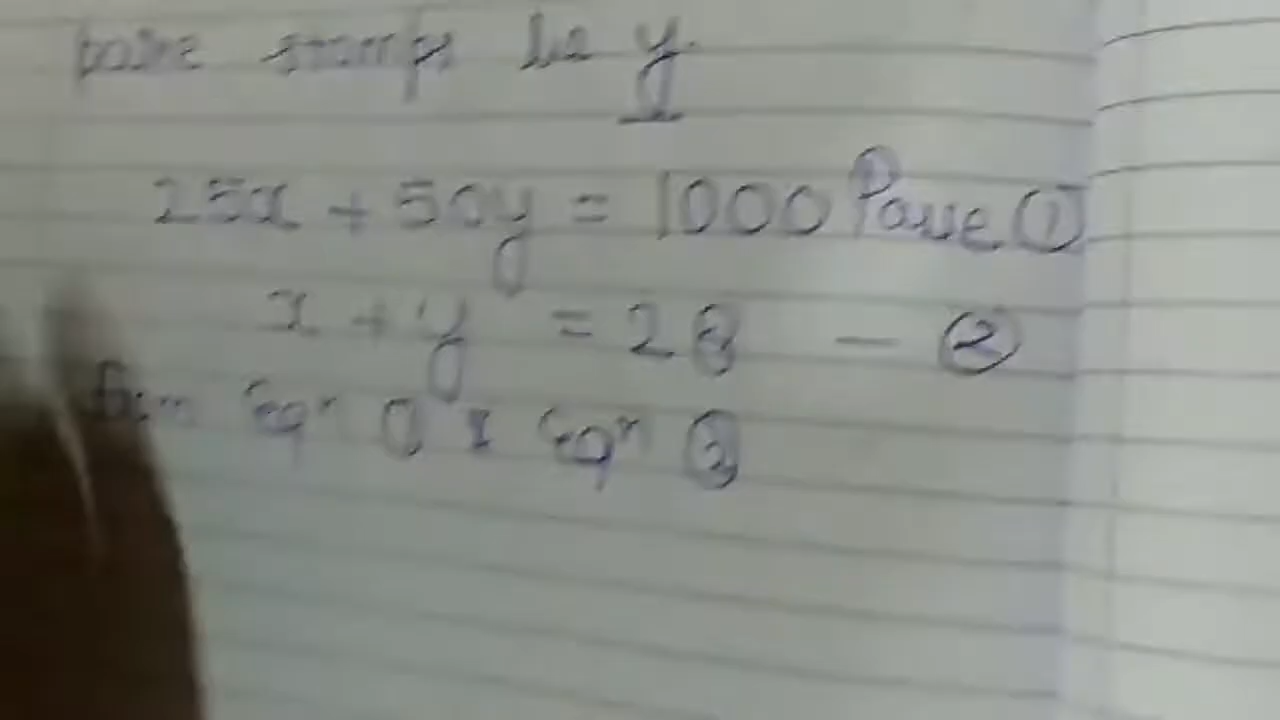 paise stamps be y.
25x + 50y = 1000 Paise ①
x + y = 28 — ②
from Eqn ① & Eqn ②